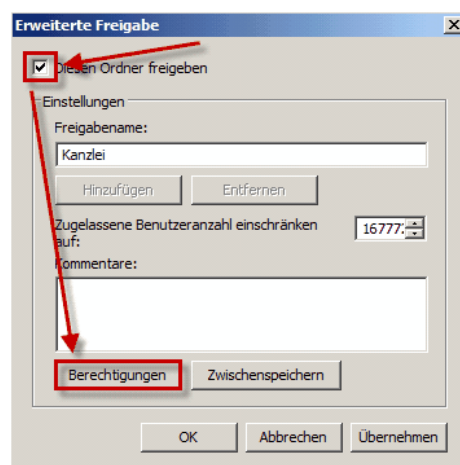 Erweiterte Freigabe
Diesen Ordner freigeben
Einstellungen
Freigabename:
Kanzlei
Hinzufügen Entfernen
Zugelassene Benutzeranzahl einschränken
auf:
16777
Kommentare:
Berechtigungen Zwischenspeichern
OK Abbrechen Übernehmen